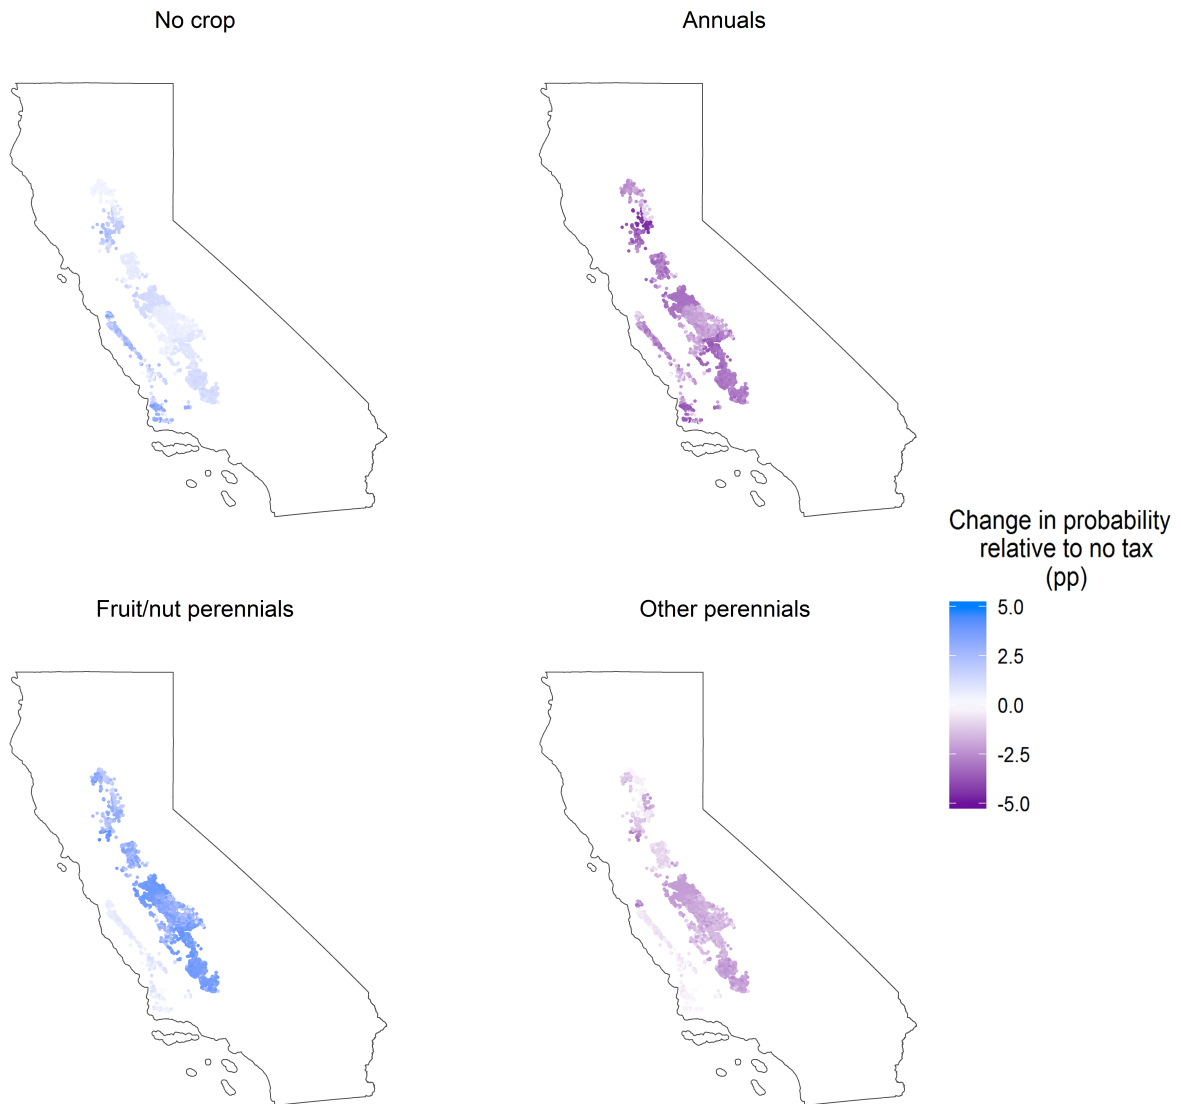 No crop
Annuals
Change in probability
relative to no tax
(pp)
5.0
2.5
0.0
-2.5
-5.0
Fruit/nut perennials
Other perennials